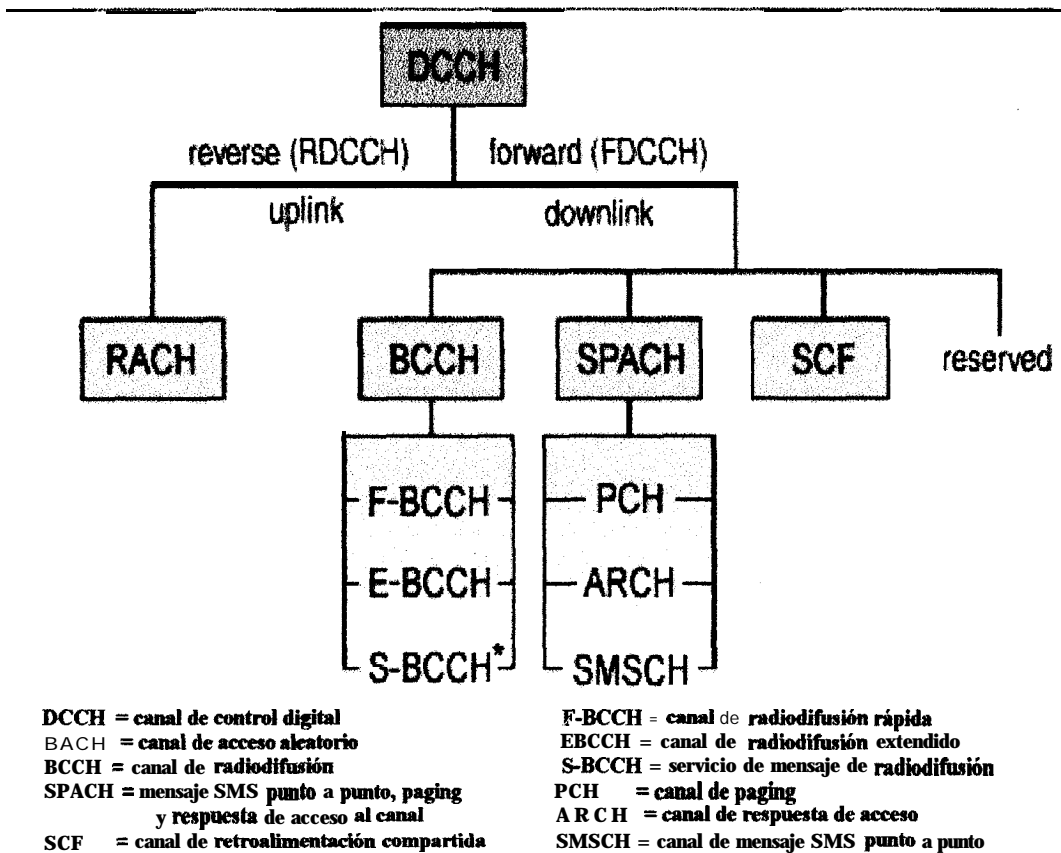 DCCH
reverse (RDCCH) forward (FDCCH)
uplink downlink
RACH BCCH SPACH SCF reserved
F-BCCH PCH
E-BCCH ARCH
S-BCCH* SMSCH
DCCH = canal de control digital
BACH = canal de acceso aleatorio
BCCH = canal de radiodifusión
SPACH = mensaje SMS punto a punto, paging
y respuesta de acceso al canal
SCF = canal de retroalimentación compartida
F-BCCH = canal de radiodifusión rápida
EBCCH = canal de radiodifusión extendido
S-BCCH = servicio de mensaje de radiodifusión
PCH = canal de paging
ARCH = canal de respuesta de acceso
SMSCH = canal de mensaje SMS punto a punto